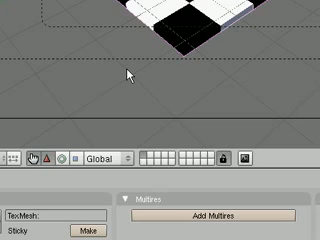 Global
Multires
TexMesh:
Add Multires
Sticky
Make